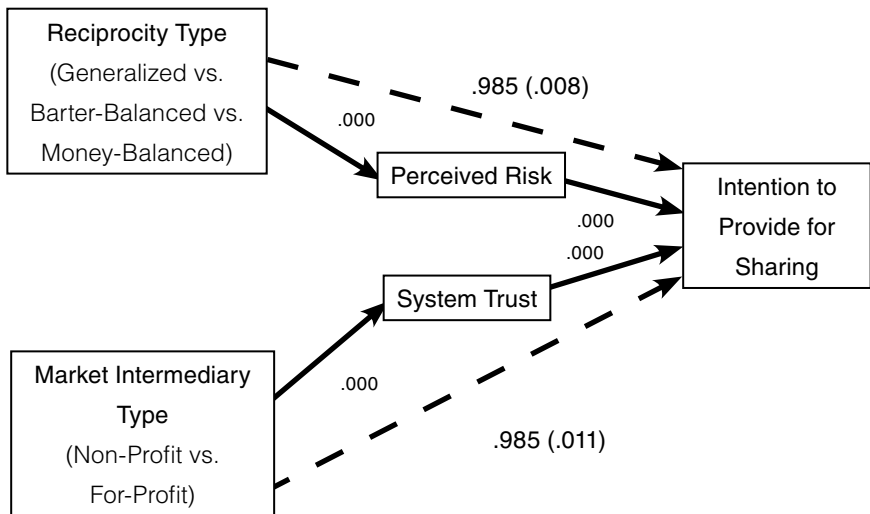 Reciprocity Type
(Generalized vs.
Barter-Balanced vs.
Money-Balanced)
.985 (.008)
.000
Perceived Risk
Intention to
Provide for
Sharing
.000
.000
System Trust
Market Intermediary
Type
(Non-Profit vs.
For-Profit)
.000
.985 (.011)